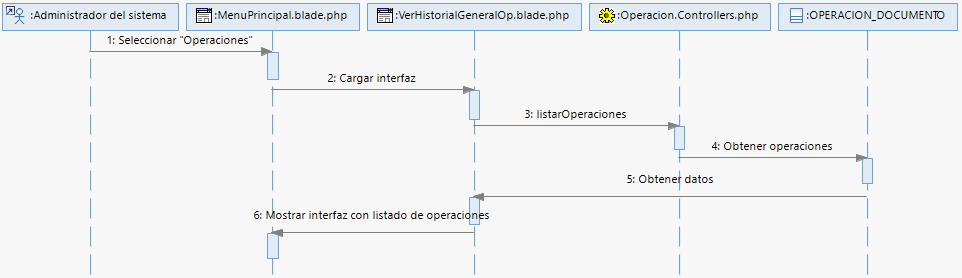 :Administrador del sistema
:MenuPrincipal.blade.php
:VerHistorialGeneralOp.blade.php
:Operacion.Controllers.php
:OPERACION_DOCUMENTO
1: Seleccionar "Operaciones"
2: Cargar interfaz
3: listarOperaciones
4: Obtener operaciones
5: Obtener datos
6: Mostrar interfaz con listado de operaciones